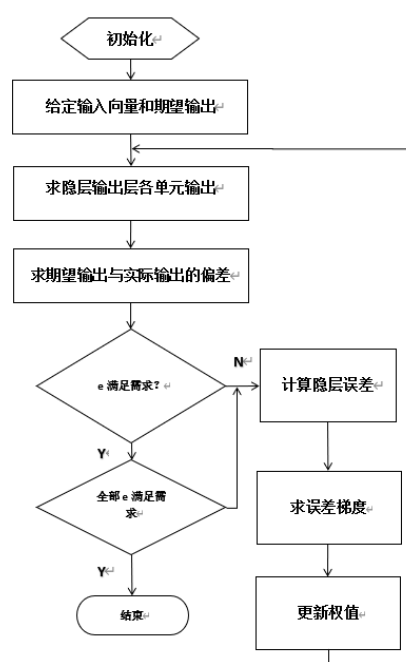 初始化
给定输入向量和期望输出
求隐层输出层各单元输出
求期望输出与实际输出的偏差
e 满足需求？
N
计算隐层误差
Y
全部 e 满足需
求
求误差梯度
Y
结束
更新权值